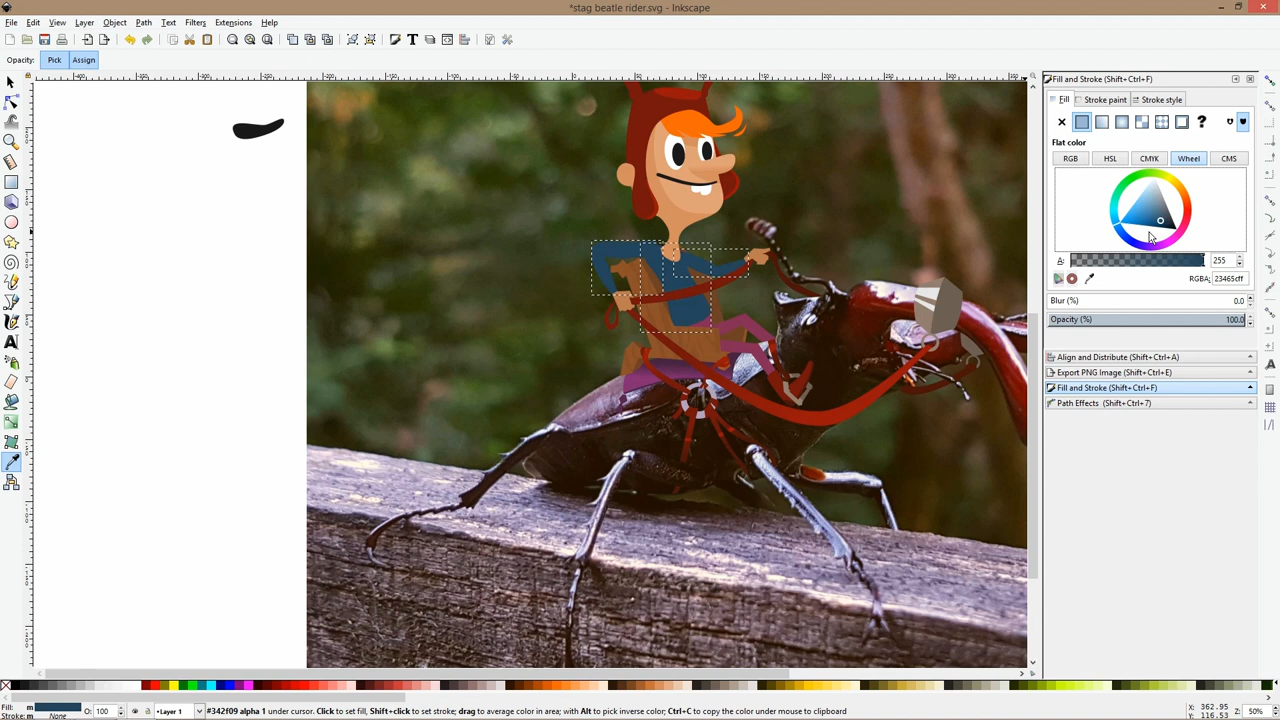 *stag beatle rider.svg - Inkscape
File Edit View Layer Object Path Text Filters Extensions Help
Opacity: Pick Assign
Fill and Stroke (Shift+Ctrl+F)
Fill Stroke paint Stroke style
Flat color
RGB HSL CMYK Wheel CMS
A: 255
RGBA: 23465cff
Blur (%) 0.0
Opacity (%) 100.0
Align and Distribute (Shift+Ctrl+A)
Export PNG Image (Shift+Ctrl+E)
Fill and Stroke (Shift+Ctrl+F)
Path Effects (Shift+Ctrl+7)
Fill: m O: 100 •Layer 1 #342f09 alpha 1 under cursor. Click to set fill, Shift+click to set stroke; drag to average color in area; with Alt to pick inverse color; Ctrl+C to copy the color under mouse to clipboard X: 362.95 Z: 50%
Stroke: m None Y: 116.53